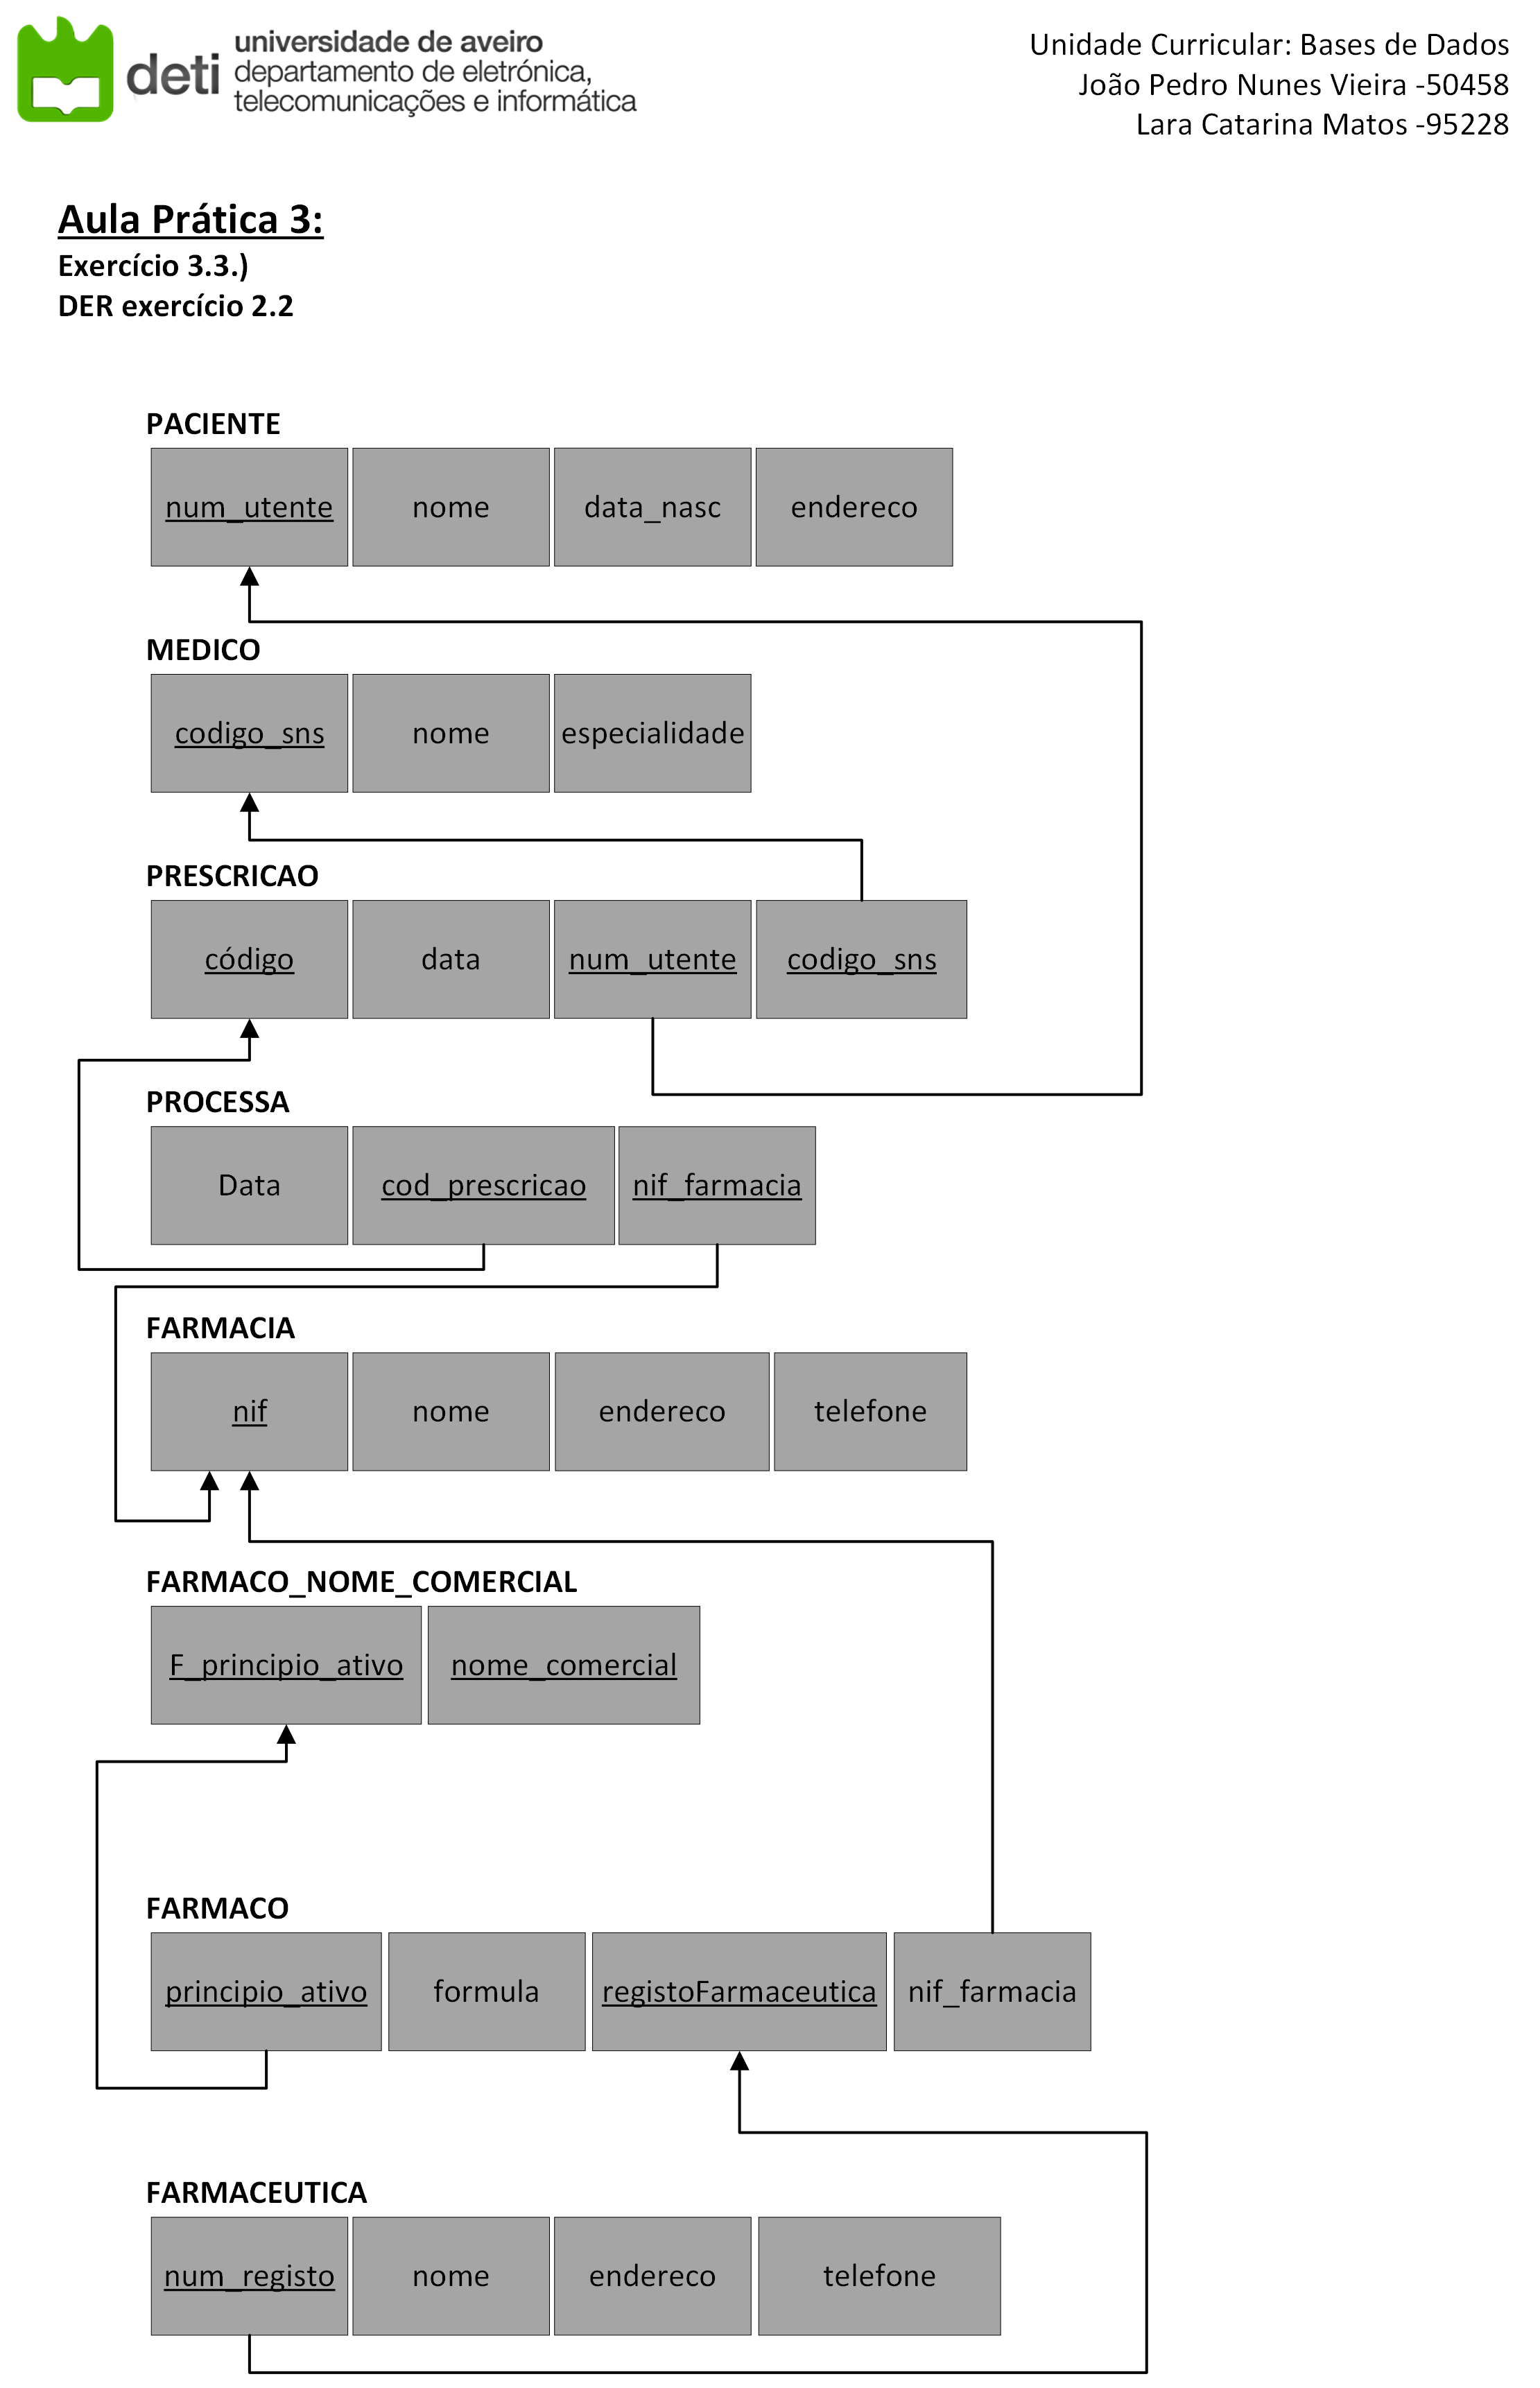 deti
universidade de aveiro
departamento de eletrónica,
telecomunicações e informática
Unidade Curricular: Bases de Dados
João Pedro Nunes Vieira -50458
Lara Catarina Matos -95228
Aula Prática 3:
Exercício 3.3.)
DER exercício 2.2
PACIENTE
num_utente nome data_nasc endereco
MEDICO
codigo_sns nome especialidade
PRESCRICAO
código data num_utente codigo_sns
PROCESSA
Data cod_prescricao nif_farmacia
FARMACIA
nif nome endereco telefone
FARMACO_NOME_COMERCIAL
F_principio_ativo nome_comercial
FARMACO
principio_ativo formula registoFarmaceutica nif_farmacia
FARMACEUTICA
num_registo nome endereco telefone